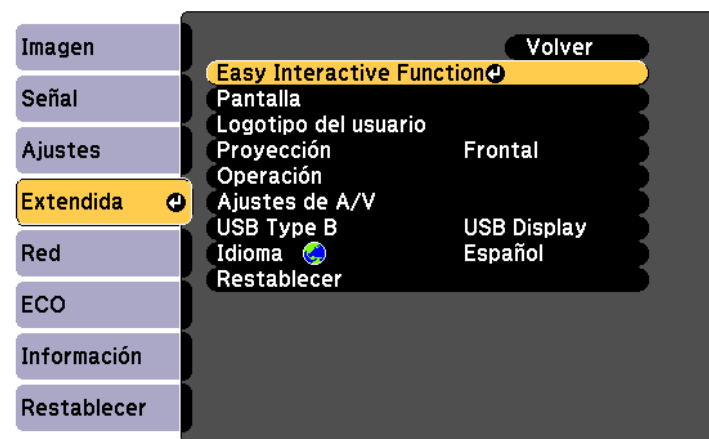 Imagen
Señal
Ajustes
Extendida
Red
ECO
Información
Restablecer
Volver
Easy Interactive Function
Pantalla
Logotipo del usuario
Proyección Frontal
Operación
Ajustes de A/V
USB Type B USB Display
Idioma Español
Restablecer